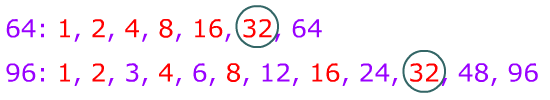 64: 1, 2, 4, 8, 16, 32, 64
96: 1, 2, 3, 4, 6, 8, 12, 16, 24, 32, 48, 96